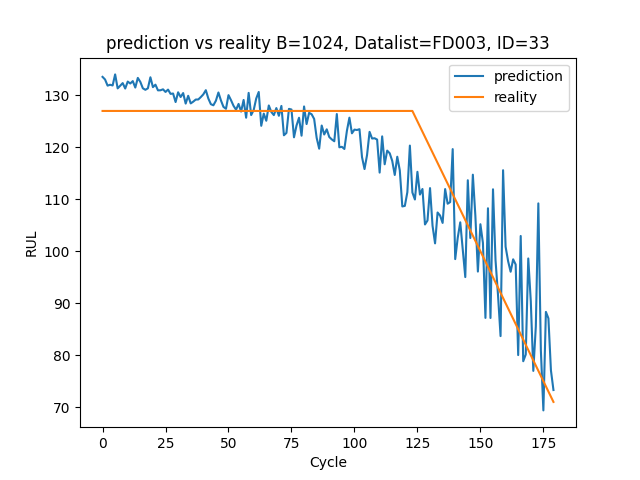 prediction vs reality B=1024, Datalist=FD003, ID=33
prediction
reality
RUL
130
120
110
100
90
80
70
0 25 50 75 100 125 150 175
Cycle